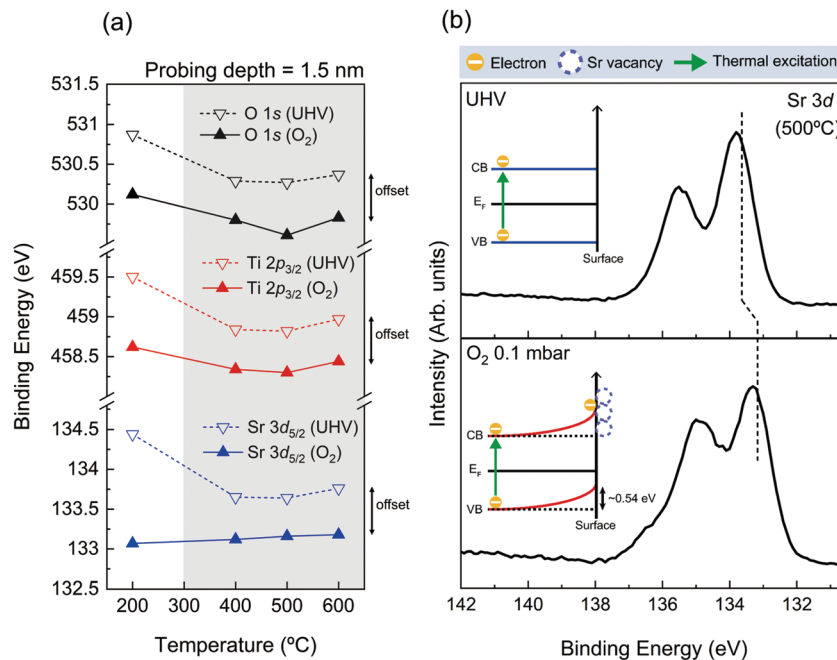 (a)
Probing depth = 1.5 nm
O 1s (UHV)
O 1s (O₂)
Ti 2p₃/₂ (UHV)
Ti 2p₃/₂ (O₂)
Sr 3d₅/₂ (UHV)
Sr 3d₅/₂ (O₂)
offset
offset
offset
531
530.5
530
459.5
459
458.5
134.5
134
133.5
133
132.5
Binding Energy (eV)
200 300 400 500 600
Temperature (ºC)
(b)
Electron Sr vacancy Thermal excitation
UHV
Sr 3d
(500ºC)
CB
E_F
VB
Surface
O₂ 0.1 mbar
CB
E_F
VB
~0.54 eV
Surface
Intensity (Arb. units)
142 140 138 136 134 132
Binding Energy (eV)